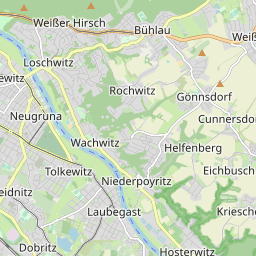 Weißer Hirsch
Bühlau
Weiß
Loschwitz
ewitz
Rochwitz
Gönnsdorf
Neugruna
Cunnersdo
Wachwitz
Helfenberg
Tolkewitz
Eichbusch
Niederpoyritz
eidnitz
Laubegast
Kriesche
Dobritz
Hosterwitz